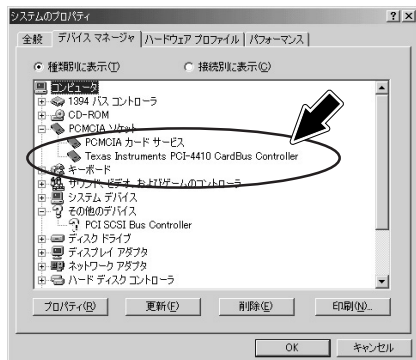 システムのプロパティ
全般 デバイス マネージャ ハードウェア プロファイル パフォーマンス
種類別に表示(T) 接続別に表示(C)
コンピュータ
1394 バス コントローラ
CD-ROM
PCMCIA ソケット
PCMCIA カード サービス
Texas Instruments PCI-4410 CardBus Controller
キーボード
サウンド、ビデオ、およびゲームのコントローラ
システム デバイス
その他のデバイス
PCI SCSI Bus Controller
ディスク ドライブ
ディスプレイ アダプタ
ネットワーク アダプタ
ハード ディスク コントローラ
プロパティ(R) 更新(F) 削除(E) 印刷(N)...
OK キャンセル